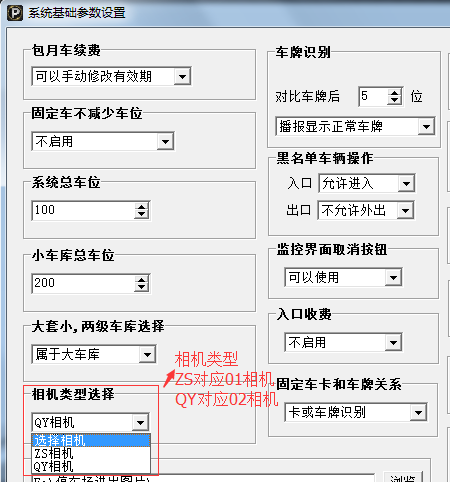 系统基础参数设置
包月车续费
可以手动修改有效期
固定车不减少车位
不启用
系统总车位
100
小车库总车位
200
大套小,两级车库选择
属于大车库
相机类型选择
QY相机
选择相机
ZS相机
QY相机
车牌识别
对比车牌后 5 位
播报显示正常车牌
黑名单车辆操作
入口 允许进入
出口 不允许外出
监控界面取消按钮
可以使用
入口收费
不启用
固定车卡和车牌关系
卡或车牌识别
相机类型
ZS对应01相机
QY对应02相机
浏览